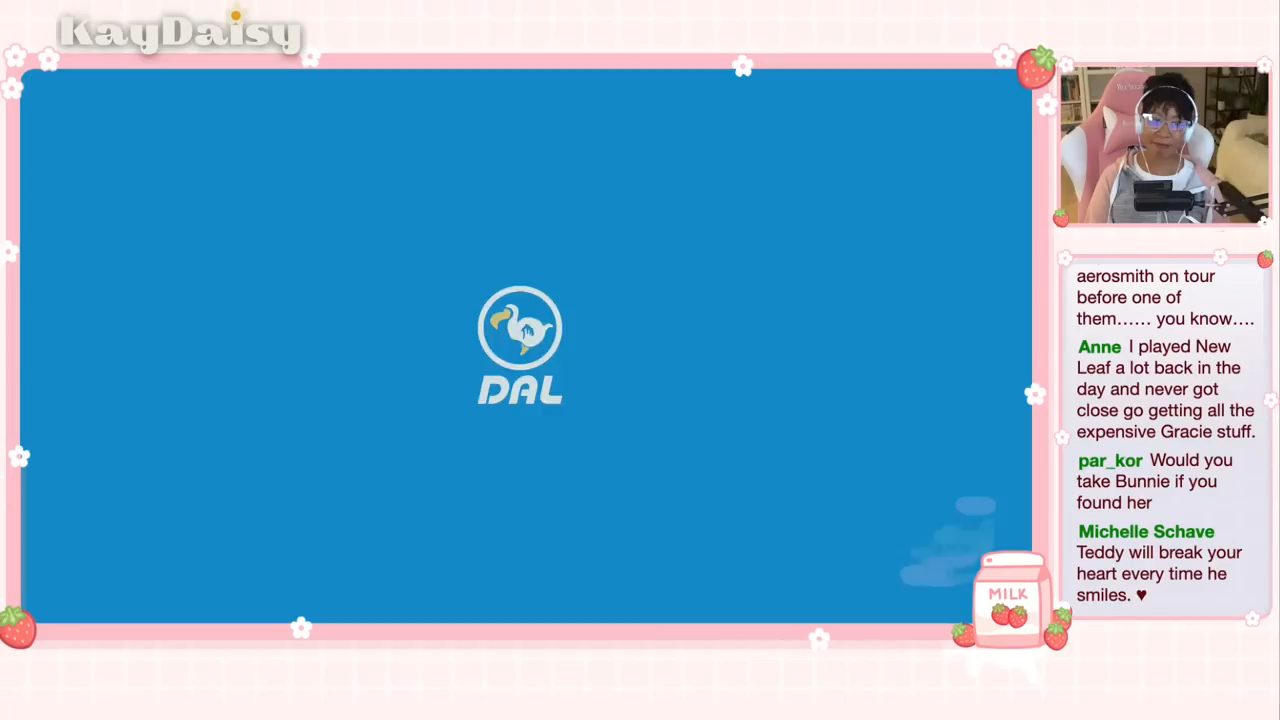 KayDaisy
DAL
MILK
aerosmith on tour
before one of
them…… you know….
Anne I played New
Leaf a lot back in the
day and never got
close go getting all the
expensive Gracie stuff.
par_kor Would you
take Bunnie if you
found her
Michelle Schave
Teddy will break your
heart every time he
smiles. ♥